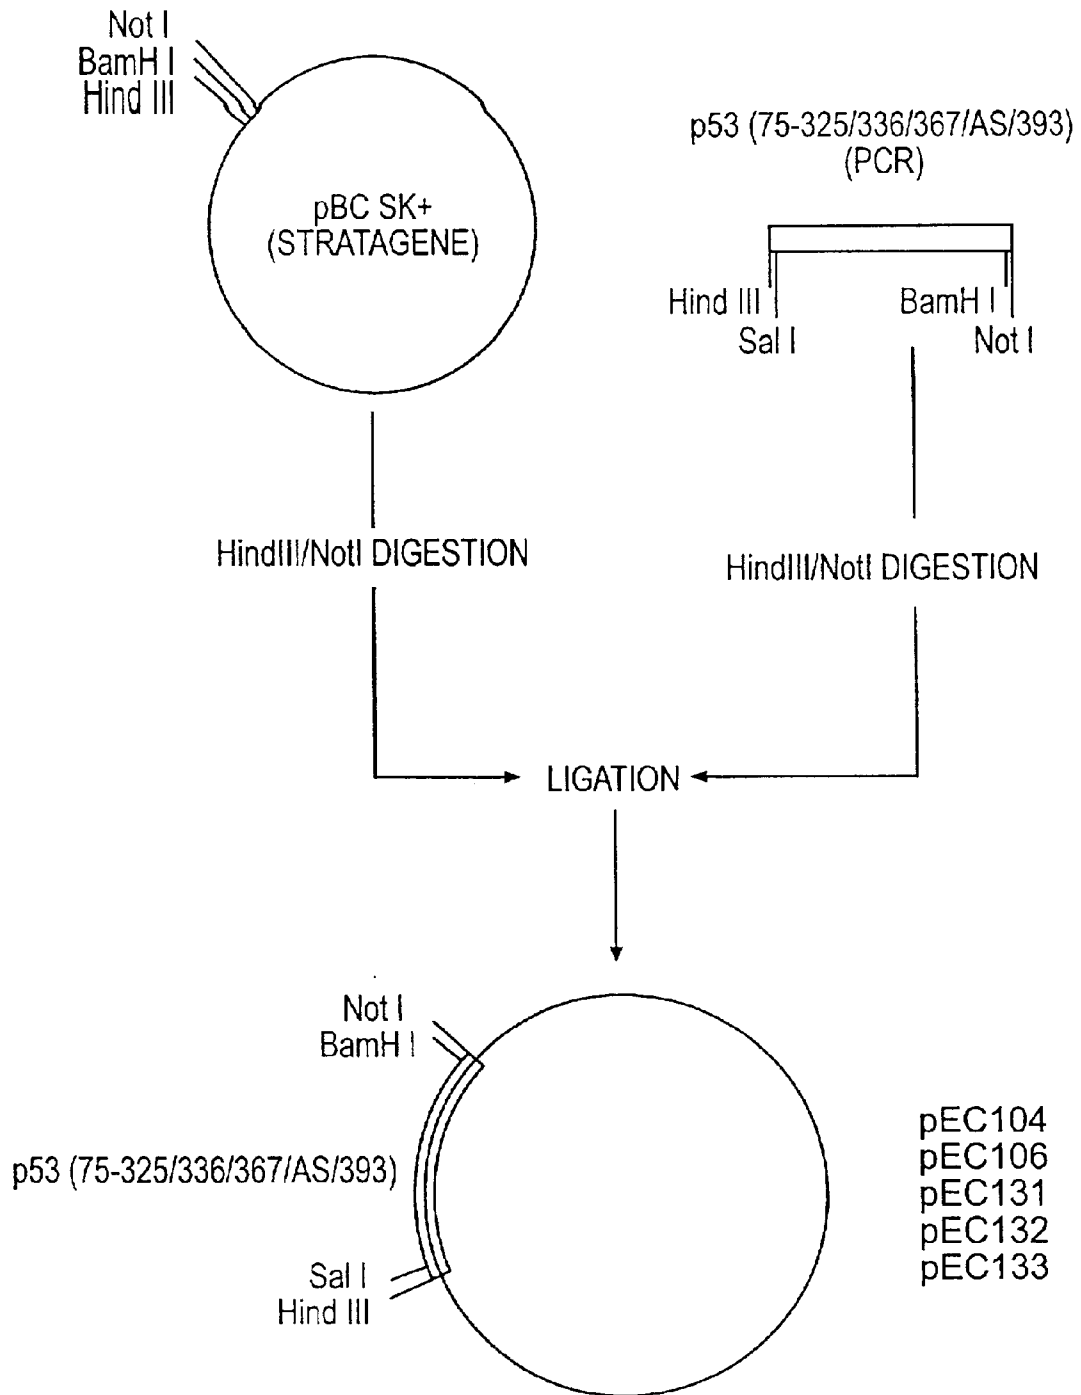 Not I
BamH I
Hind III
pBC SK+
(STRATAGENE)
p53 (75-325/336/367/AS/393)
(PCR)
Hind III
BamH I
Sal I
Not I
HindIII/NotI DIGESTION
HindIII/NotI DIGESTION
LIGATION
Not I
BamH I
p53 (75-325/336/367/AS/393)
Sal I
Hind III
pEC104
pEC106
pEC131
pEC132
pEC133